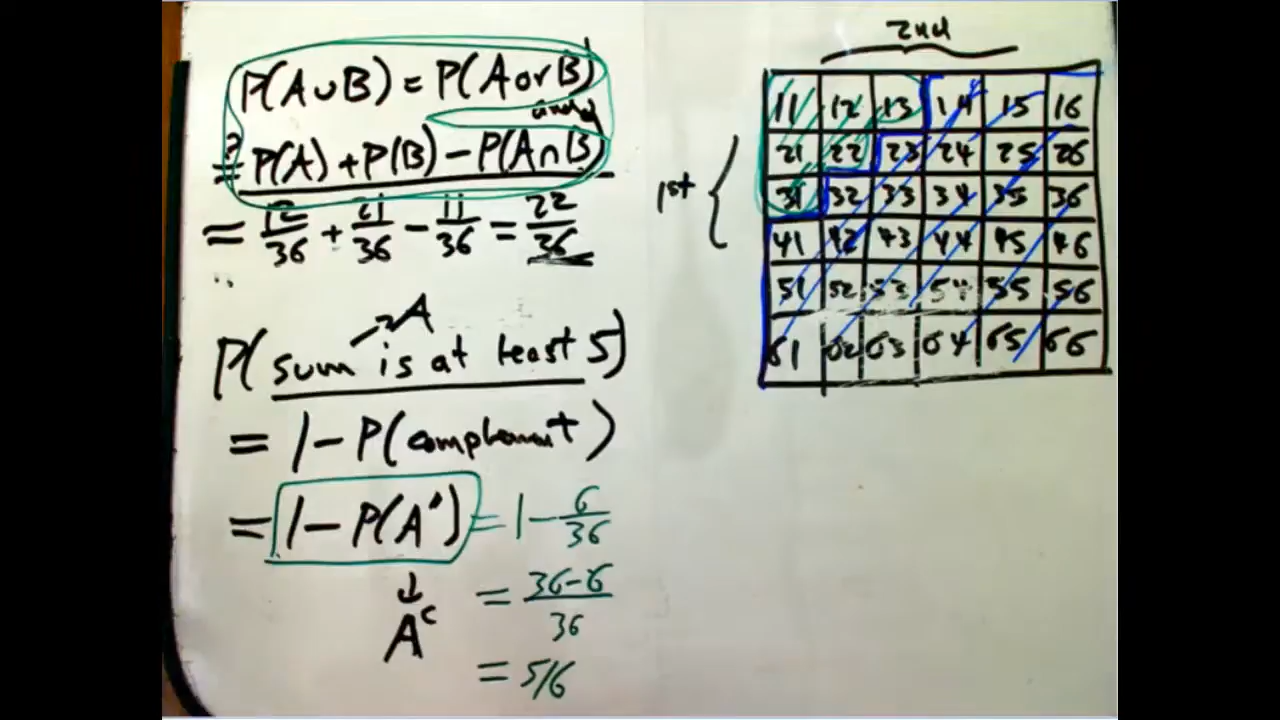 P(A∪B) = P(A or B)
and
=? P(A) + P(B) - P(A∩B)
= 12/36 + 21/36 - 11/36 = 22/36
A
P(sum is at least 5)
= 1 - P(complement)
= 1 - P(A') = 1 - 6/36
↓
A^c
= 36-6/36
= 5/6
2nd
1st
11 12 13 14 15 16
21 22 23 24 25 26
31 32 33 34 35 36
41 42 43 44 45 46
51 52 53 54 55 56
61 62 63 64 65 66